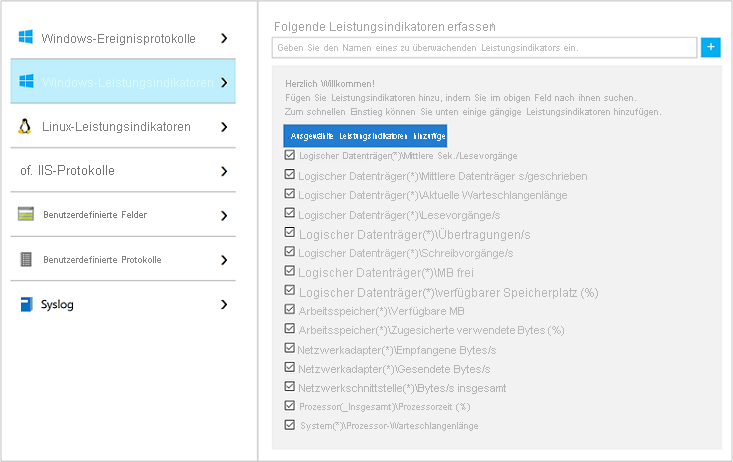 Windows-Ereignisprotokolle
Windows-Leistungsindikatoren
Linux-Leistungsindikatoren
of. IIS-Protokolle
Benutzerdefinierte Felder
Benutzerdefinierte Protokolle
Syslog
Folgende Leistungsindikatoren erfassen
Geben Sie den Namen eines zu überwachenden Leistungsindikators ein.
+
Herzlich Willkommen!
Fügen Sie Leistungsindikatoren hinzu, indem Sie im obigen Feld nach ihnen suchen.
Zum schnellen Einstieg können Sie unten einige gängige Leistungsindikatoren hinzufügen.
Ausgewählte Leistungsindikatoren hinzufüge
Logischer Datenträger(*)\Mittlere Sek./Lesevorgänge
Logischer Datenträger(*)\Mittlere Datenträger s/geschrieben
Logischer Datenträger(*)\Aktuelle Warteschlangenlänge
Logischer Datenträger(*)\Lesevorgänge/s
Logischer Datenträger(*)\Übertragungen/s
Logischer Datenträger(*)\Schreibvorgänge/s
Logischer Datenträger(*)\MB frei
Logischer Datenträger(*)\verfügbarer Speicherplatz (%)
Arbeitsspeicher(*)\Verfügbare MB
Arbeitsspeicher(*)\Zugesicherte verwendete Bytes (%)
Netzwerkadapter(*)\Empfangene Bytes/s
Netzwerkadapter(*)\Gesendete Bytes/s
Netzwerkschnittstelle(*)\Bytes/s insgesamt
Prozessor(_Insgesamt)\Prozessorzeit (%)
System(*)\Prozessor-Warteschlangenlänge